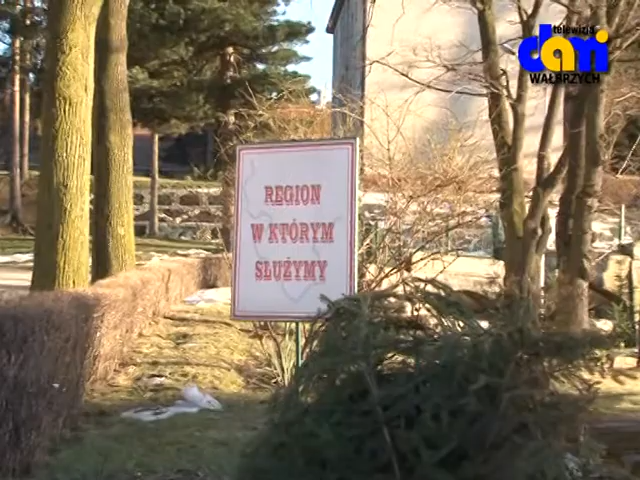 telewizja
dami
WAŁBRZYCH
REGION
W KTÓRYM
SŁUŻYMY